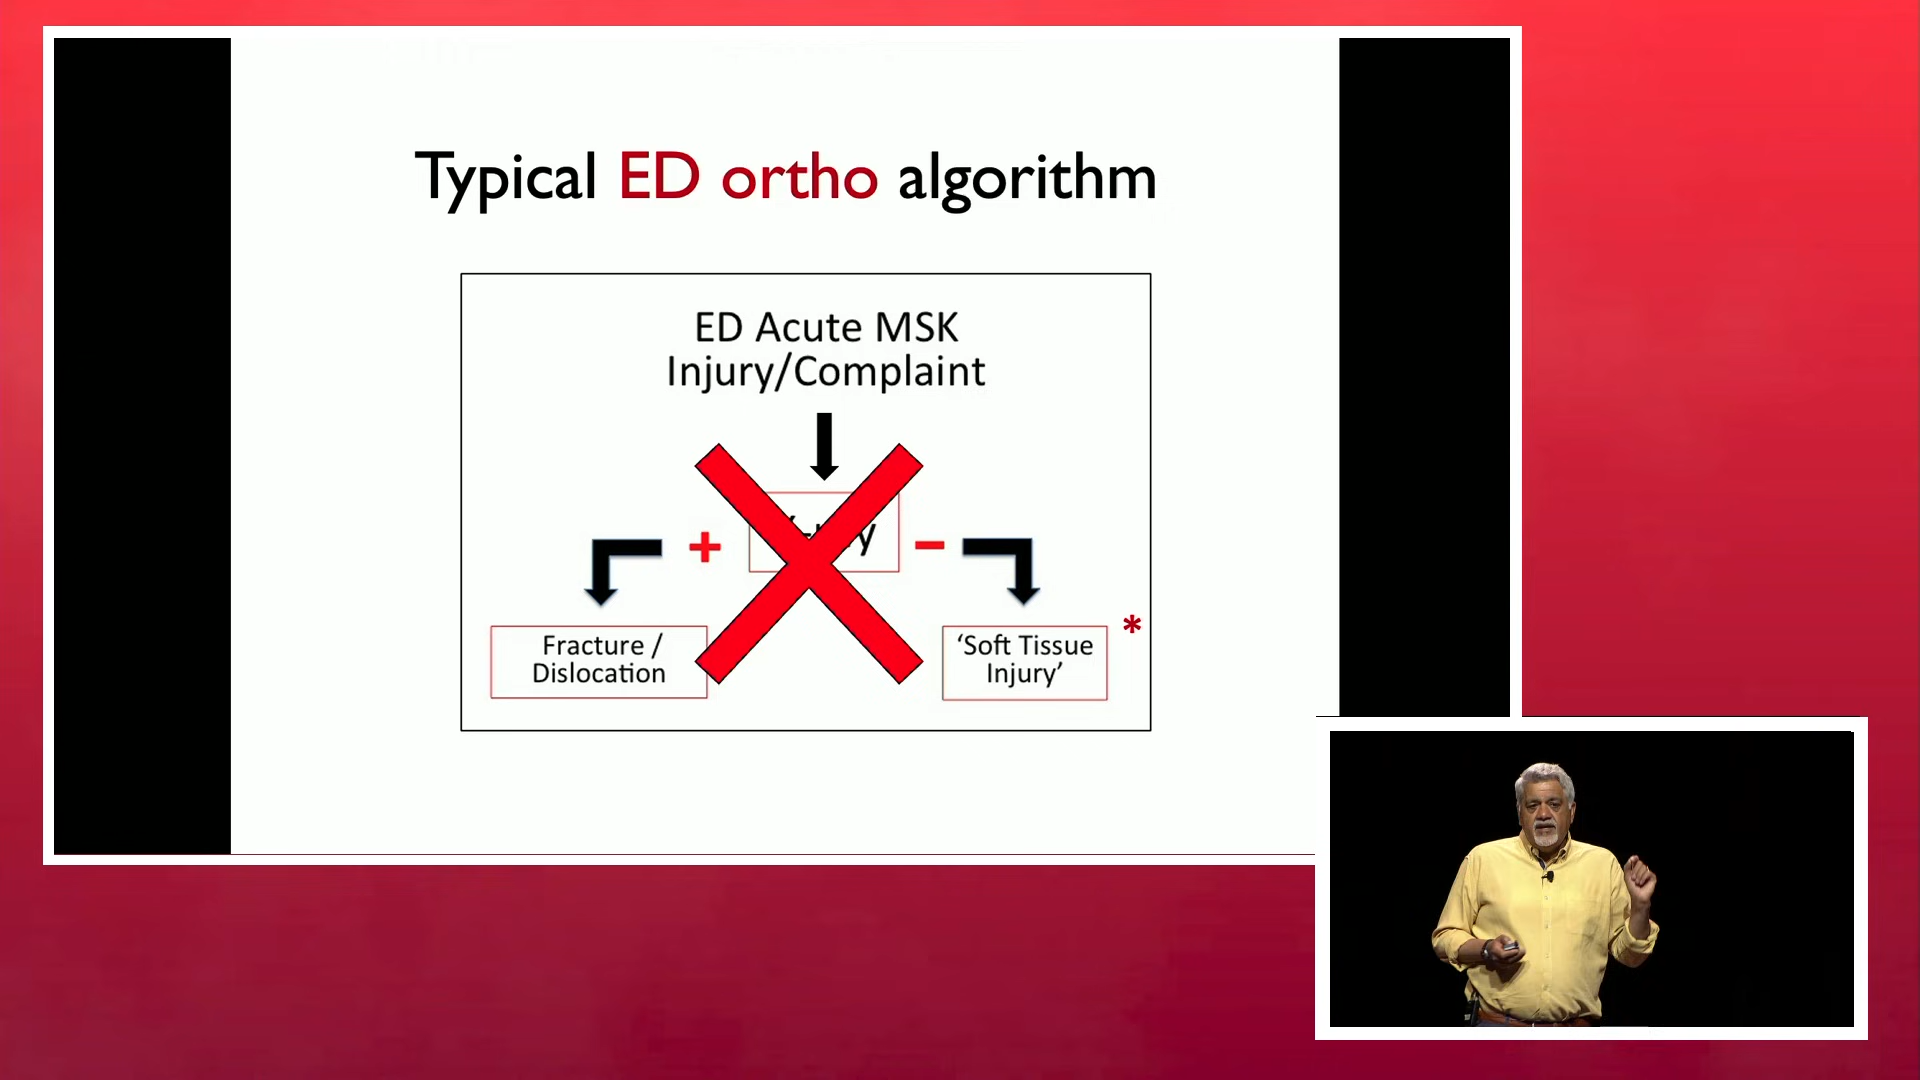 Typical ED ortho algorithm
ED Acute MSK
Injury/Complaint
+
–
Fracture /
Dislocation
‘Soft Tissue
Injury’
*